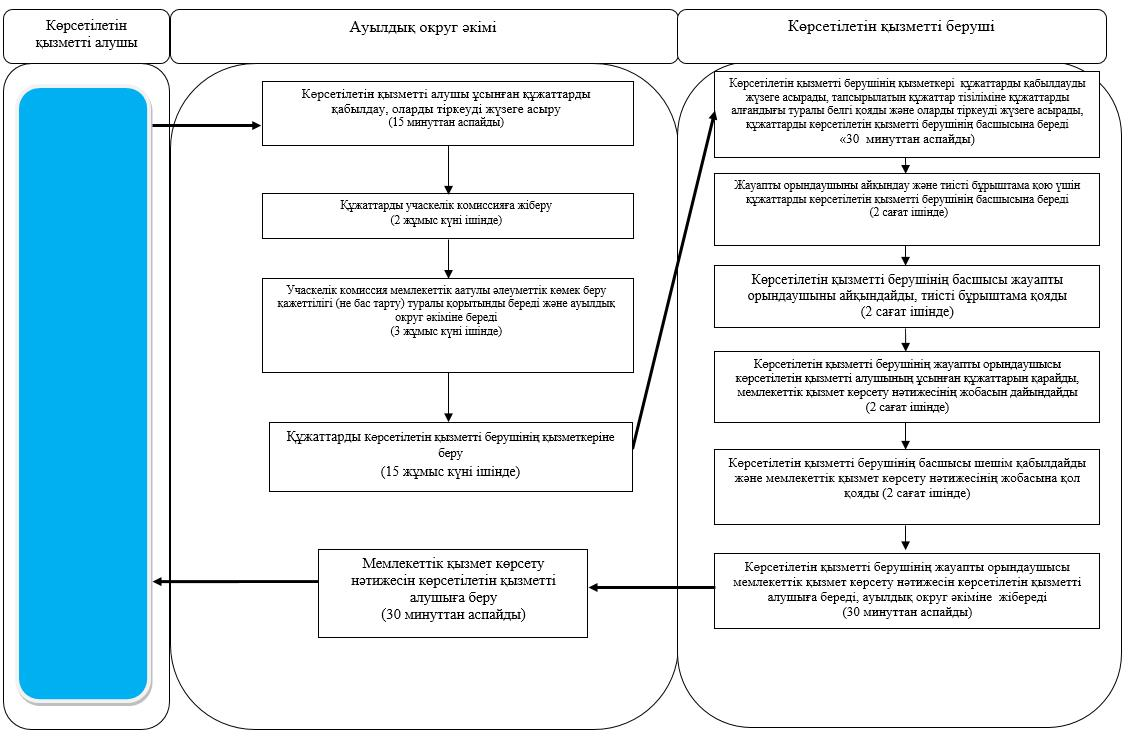 Көрсетілетін
қызметті алушы
Ауылдық округ әкімі
Көрсетілетін қызметті беруші
Көрсетілетін қызметті алушы ұсынған құжаттарды
қабылдау, оларды тіркеуді жүзеге асыру
(15 минуттан аспайды)
Құжаттарды учаскелік комиссияға жіберу
(2 жұмыс күні ішінде)
Учаскелік комиссия мемлекеттік аатулы әлеуметтік көмек беру
қажеттілігі (не бас тарту) туралы қорытынды береді және ауылдық
округ әкіміне береді
(3 жұмыс күні ішінде)
Құжаттарды көрсетілетін қызметті берушінің қызметкеріне
беру
(15 жұмыс күні ішінде)
Көрсетілетін қызметті берушінің қызметкері құжаттарды қабылдауды
жүзеге асырады, тапсырылатын құжаттар тізіліміне құжаттарды
алғандығы туралы белгі қояды және оларды тіркеуді жүзеге асырады,
құжаттарды көрсетілетін қызметті берушінің басшысына береді
«30 минуттан аспайды)
Жауапты орындаушыны айқындау және тиісті бұрыштама қою үшін
құжаттарды көрсетілетін қызметті берушінің басшысына береді
(2 сағат ішінде)
Көрсетілетін қызметті берушінің басшысы жауапты
орындаушыны айқындайды, тиісті бұрыштама қояды
(2 сағат ішінде)
Көрсетілетін қызметті берушінің жауапты орындаушысы
көрсетілетін қызметті алушының ұсынған құжаттарын қарайды,
мемлекеттік қызмет көрсету нәтижесінің жобасын дайындайды
(2 сағат ішінде)
Көрсетілетін қызметті берушінің басшысы шешім қабылдайды
және мемлекеттік қызмет көрсету нәтижесінің жобасына қол
қояды (2 сағат ішінде)
Көрсетілетін қызметті берушінің жауапты орындаушысы
мемлекеттік қызмет көрсету нәтижесін көрсетілетін қызметті
алушыға береді, ауылдық округ әкіміне жібереді
(30 минуттан аспайды)
Мемлекеттік қызмет көрсету
нәтижесін көрсетілетін қызметті
алушыға беру
(30 минуттан аспайды)